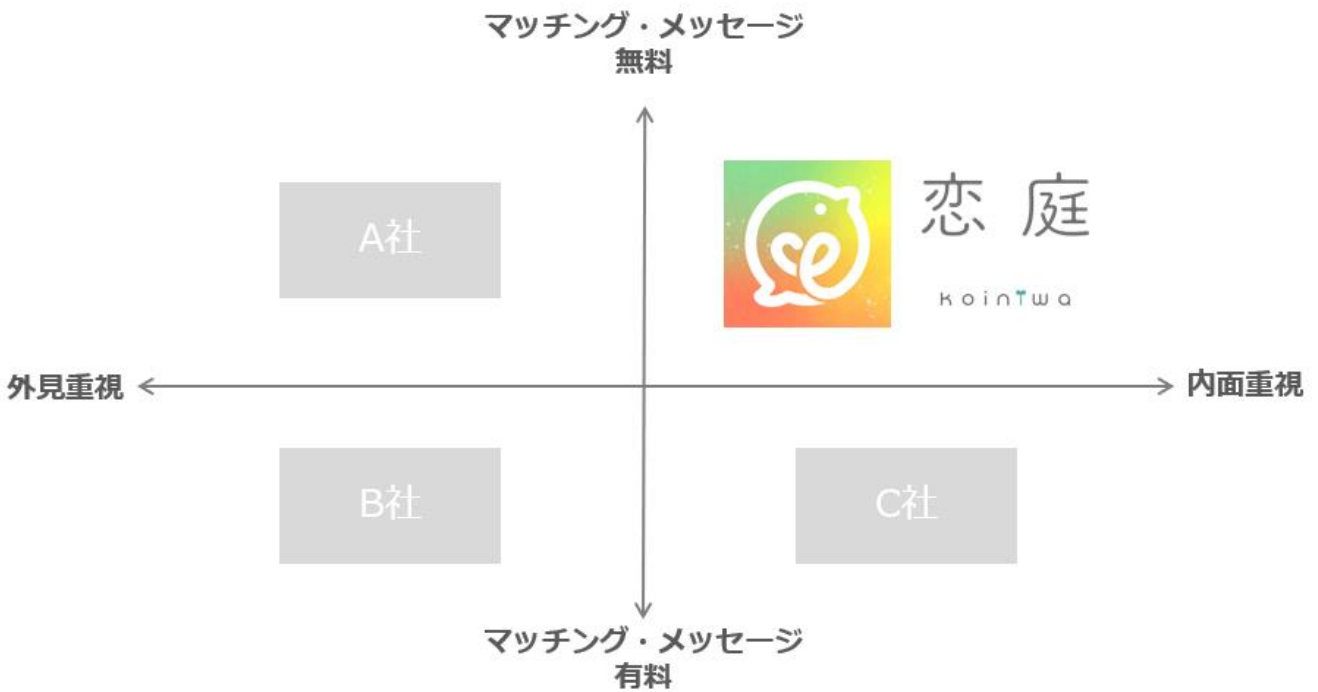 マッチング・メッセージ
無料
A社
恋庭
koiniwa
外見重視
内面重視
B社
C社
マッチング・メッセージ
有料